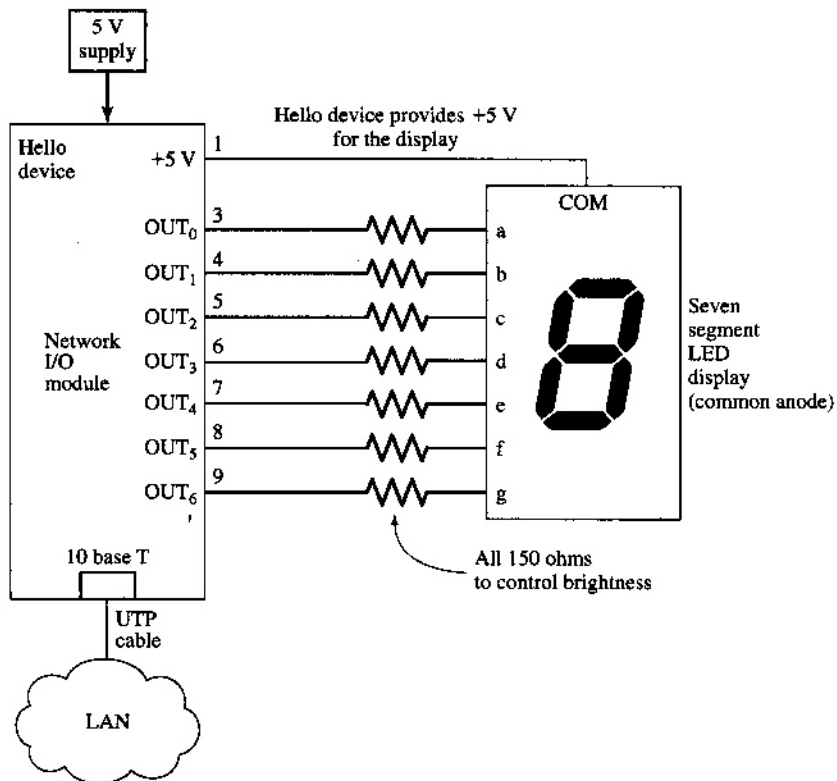 5 V
supply
Hello device provides +5 V
for the display
Hello
device
+5 V
1
COM
OUT0
3
a
OUT1
4
b
OUT2
5
c
Network
I/O
module
OUT3
6
d
OUT4
7
e
OUT5
8
f
OUT6
9
g
Seven
segment
LED
display
(common anode)
All 150 ohms
to control brightness
10 base T
UTP
cable
LAN